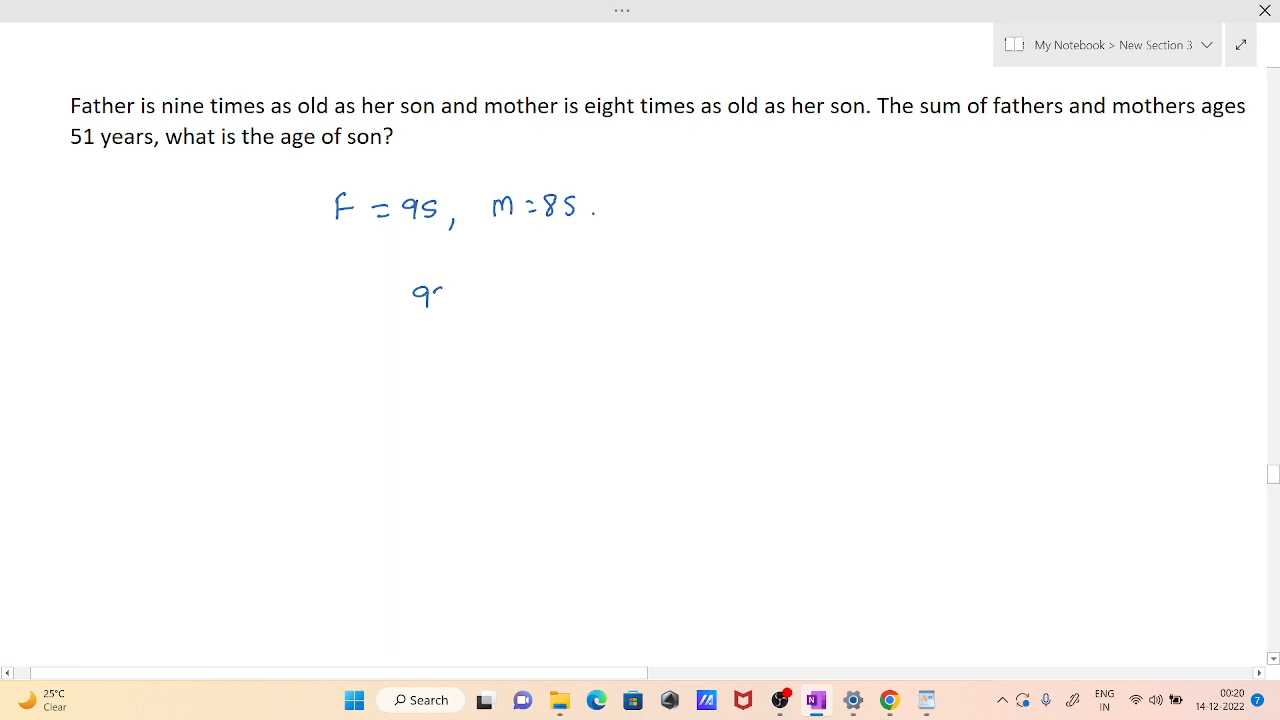 My Notebook > New Section 3
Father is nine times as old as her son and mother is eight times as old as her son. The sum of fathers and mothers ages
51 years, what is the age of son?
F = 9S, M = 8S.
9
25°C
Clear
Search
ENG
IN
14-12-2022
7